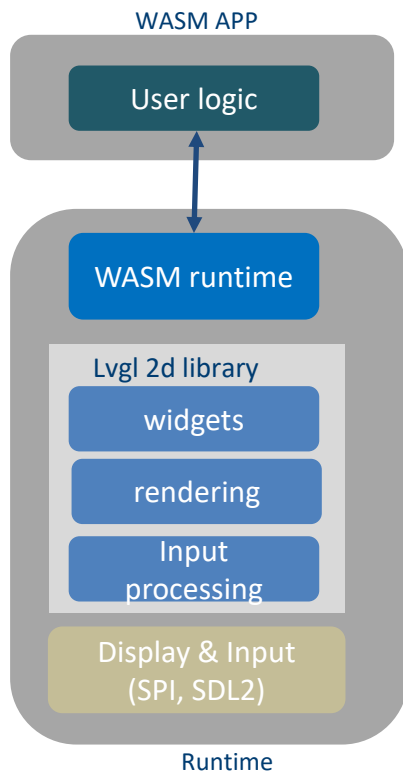 WASM APP
User logic
WASM runtime
Lvgl 2d library
widgets
rendering
Input
processing
Display & Input
(SPI, SDL2)
Runtime